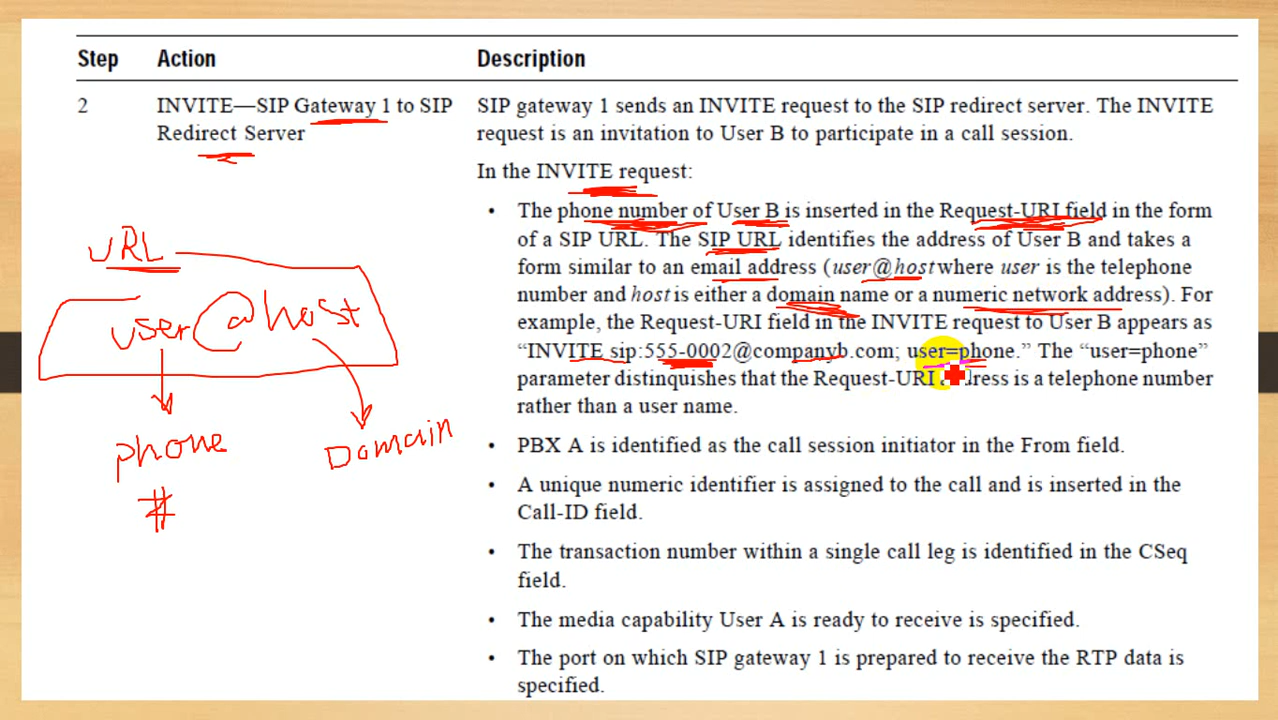 Step Action Description
2 INVITE—SIP Gateway 1 to SIP Redirect Server
SIP gateway 1 sends an INVITE request to the SIP redirect server. The INVITE
request is an invitation to User B to participate in a call session.
In the INVITE request:
• The phone number of User B is inserted in the Request-URI field in the form
of a SIP URL. The SIP URL identifies the address of User B and takes a
form similar to an email address (user@host where user is the telephone
number and host is either a domain name or a numeric network address). For
example, the Request-URI field in the INVITE request to User B appears as
“INVITE sip:555-0002@companyb.com; user=phone.” The “user=phone”
parameter distinquishes that the Request-URI address is a telephone number
rather than a user name.
• PBX A is identified as the call session initiator in the From field.
• A unique numeric identifier is assigned to the call and is inserted in the
Call-ID field.
• The transaction number within a single call leg is identified in the CSeq
field.
• The media capability User A is ready to receive is specified.
• The port on which SIP gateway 1 is prepared to receive the RTP data is
specified.
URL
user@host
phone
#
Domain